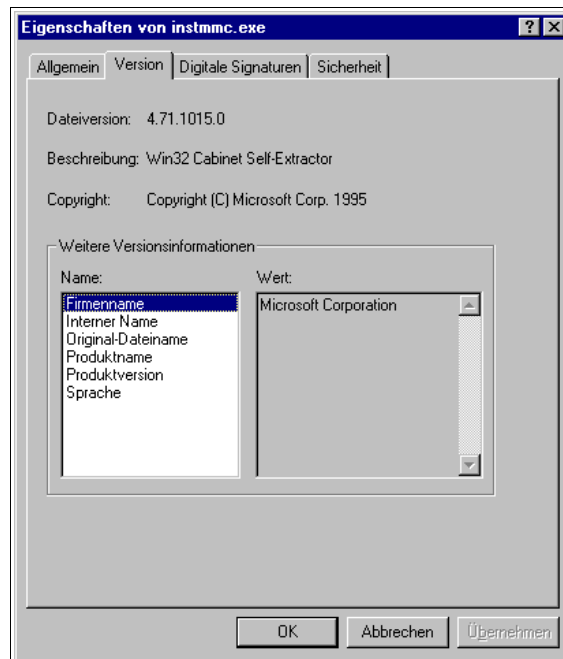 Eigenschaften von instmmc.exe
Allgemein Version Digitale Signaturen Sicherheit
Dateiversion: 4.71.1015.0
Beschreibung: Win32 Cabinet Self-Extractor
Copyright: Copyright (C) Microsoft Corp. 1995
Weitere Versionsinformationen
Name: Wert:
Firmenname Microsoft Corporation
Interner Name
Original-Dateiname
Produktname
Produktversion
Sprache
OK Abbrechen Übernehmen